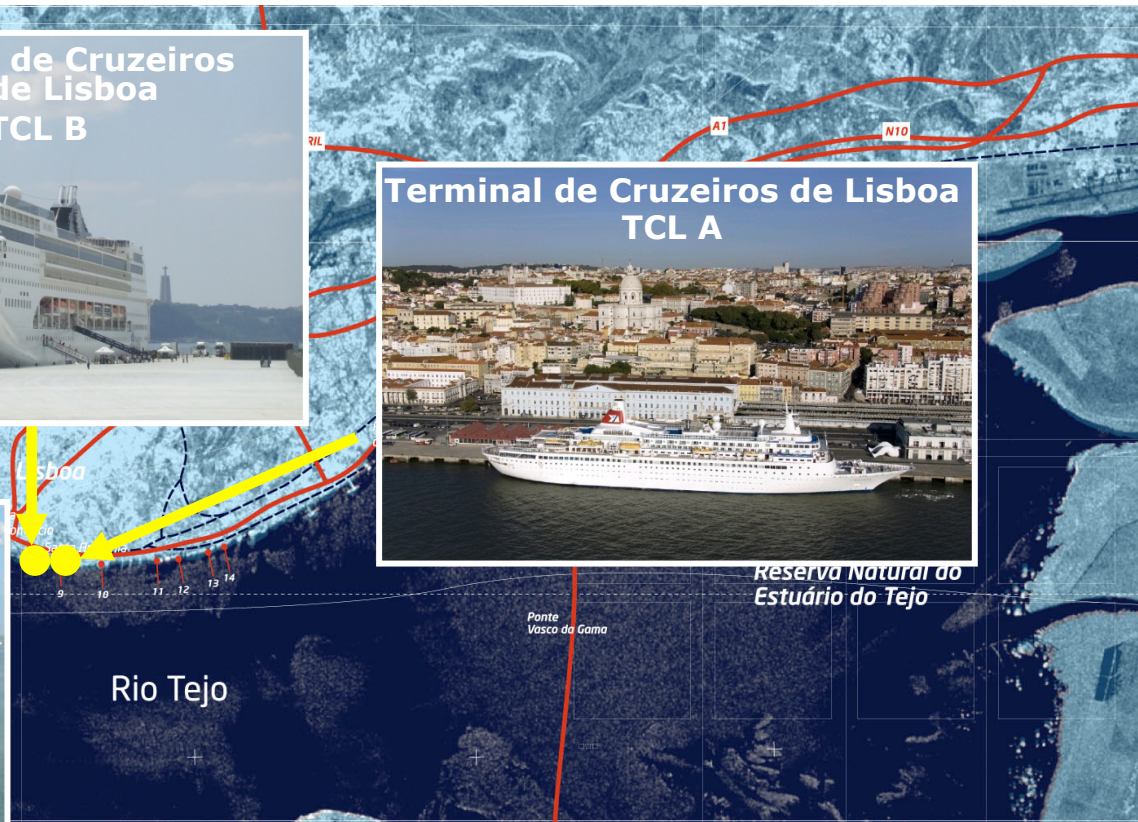 de Cruzeiros
de Lisboa
TCL B
RIL
A1
N10
Terminal de Cruzeiros de Lisboa
TCL A
Lisboa
9
10
11
12
13
14
Reserva Natural do
Estuário do Tejo
Ponte
Vasco da Gama
Rio Tejo